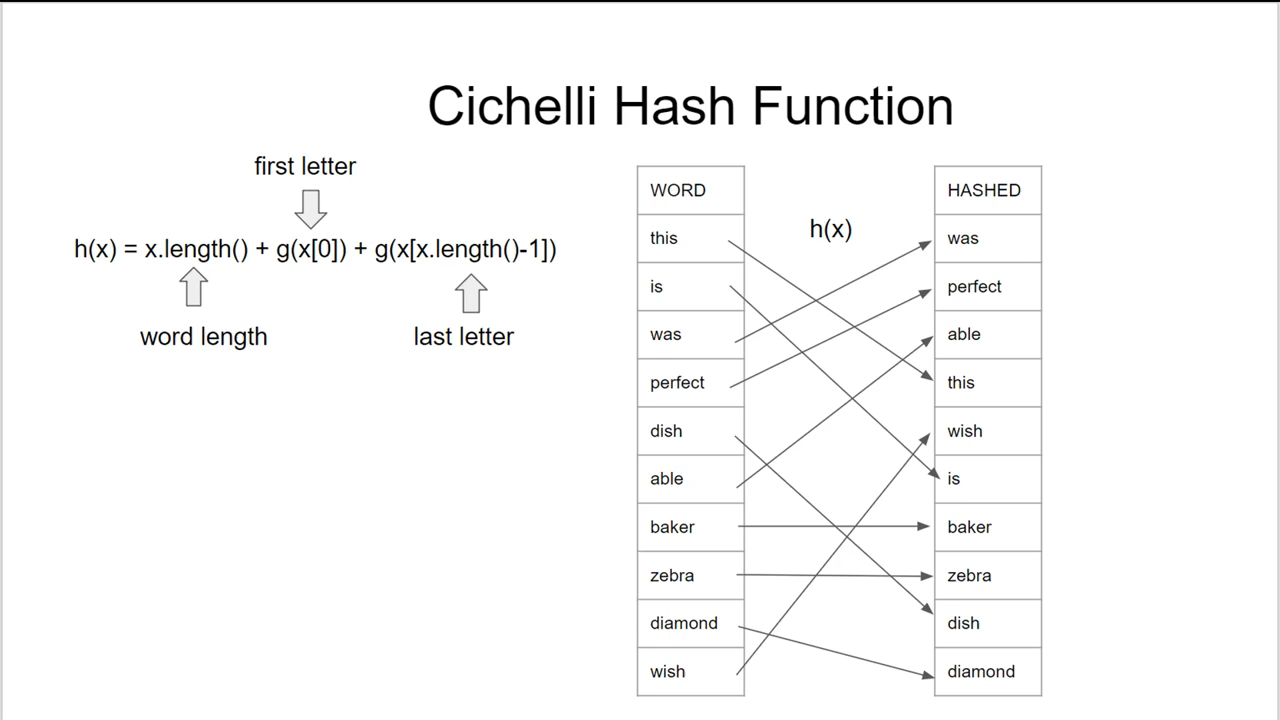 Cichelli Hash Function
first letter
h(x) = x.length() + g(x[0]) + g(x[x.length()-1])
word length
last letter
h(x)
WORD
this
is
was
perfect
dish
able
baker
zebra
diamond
wish
HASHED
was
perfect
able
this
wish
is
baker
zebra
dish
diamond